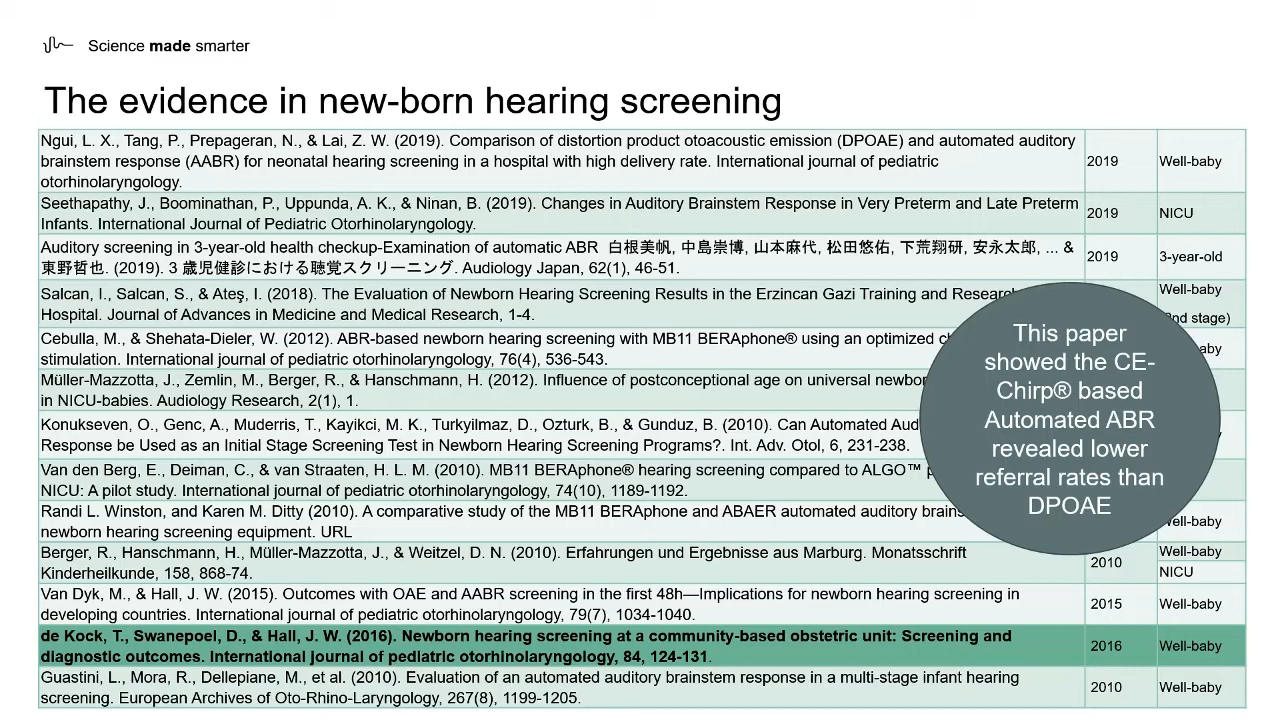 Science made smarter
The evidence in new-born hearing screening
Ngui, L. X., Tang, P., Prepageran, N., & Lai, Z. W. (2019). Comparison of distortion product otoacoustic emission (DPOAE) and automated auditory
brainstem response (AABR) for neonatal hearing screening in a hospital with high delivery rate. International journal of pediatric
otorhinolaryngology.
2019
Well-baby
Seethapathy, J., Boominathan, P., Uppunda, A. K., & Ninan, B. (2019). Changes in Auditory Brainstem Response in Very Preterm and Late Preterm
Infants. International Journal of Pediatric Otorhinolaryngology.
2019
NICU
Auditory screening in 3-year-old health checkup-Examination of automatic ABR 白根美帆, 中島崇博, 山本麻代, 松田悠佑, 下荒翔研, 安永太郎, ... &
東野哲也. (2019). 3 歳児健診における聴覚スクリーニング. Audiology Japan, 62(1), 46-51.
2019
3-year-old
Salcan, I., Salcan, S., & Ateş, I. (2018). The Evaluation of Newborn Hearing Screening Results in the Erzincan Gazi Training and Research
Hospital. Journal of Advances in Medicine and Medical Research, 1-4.
Well-baby
stage)
Cebulla, M., & Shehata-Dieler, W. (2012). ABR-based newborn hearing screening with MB11 BERAphone® using an optimized
stimulation. International journal of pediatric otorhinolaryngology, 76(4), 536-543.
Müller-Mazzotta, J., Zemlin, M., Berger, R., & Hanschmann, H. (2012). Influence of postconceptional age on universal
in NICU-babies. Audiology Research, 2(1), 1.
Konukseven, O., Genc, A., Muderris, T., Kayikci, M. K., Turkyilmaz, D., Ozturk, B., & Gunduz, B. (2010). Can Automated
Response be Used as an Initial Stage Screening Test in Newborn Hearing Screening Programs?. Int. Adv. Otol, 6, 231-238.
Van den Berg, E., Deiman, C., & van Straaten, H. L. M. (2010). MB11 BERAphone® hearing screening compared to ALGO™
NICU: A pilot study. International journal of pediatric otorhinolaryngology, 74(10), 1189-1192.
Randi L. Winston, and Karen M. Ditty (2010). A comparative study of the MB11 BERAphone and ABAER automated auditory
newborn hearing screening equipment. URL
Well-baby
Berger, R., Hanschmann, H., Müller-Mazzotta, J., & Weitzel, D. N. (2010). Erfahrungen und Ergebnisse aus Marburg. Monatsschrift
Kinderheilkunde, 158, 868-74.
2010
Well-baby
NICU
Van Dyk, M., & Hall, J. W. (2015). Outcomes with OAE and AABR screening in the first 48h—Implications for newborn hearing screening in
developing countries. International journal of pediatric otorhinolaryngology, 79(7), 1034-1040.
2015
Well-baby
de Kock, T., Swanepoel, D., & Hall, J. W. (2016). Newborn hearing screening at a community-based obstetric unit: Screening and
diagnostic outcomes. International journal of pediatric otorhinolaryngology, 84, 124-131.
2016
Well-baby
Guastini, L., Mora, R., Dellepiane, M., et al. (2010). Evaluation of an automated auditory brainstem response in a multi-stage infant hearing
screening. European Archives of Oto-Rhino-Laryngology, 267(8), 1199-1205.
2010
Well-baby
This paper
showed the CE-
Chirp® based
Automated ABR
revealed lower
referral rates than
DPOAE